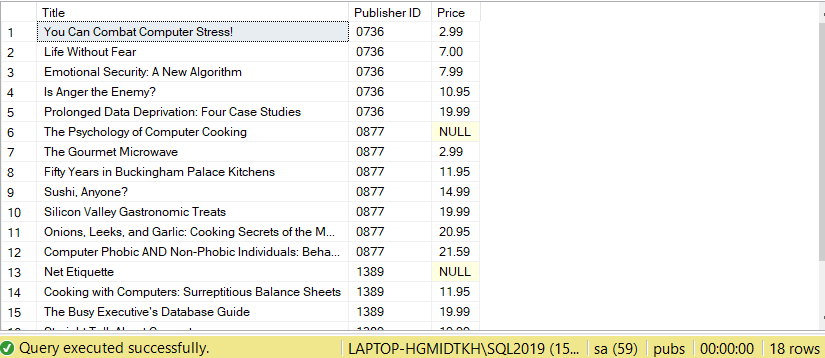 Title Publisher ID Price
1 You Can Combat Computer Stress! 0736 2.99
2 Life Without Fear 0736 7.00
3 Emotional Security: A New Algorithm 0736 7.99
4 Is Anger the Enemy? 0736 10.95
5 Prolonged Data Deprivation: Four Case Studies 0736 19.99
6 The Psychology of Computer Cooking 0877 NULL
7 The Gourmet Microwave 0877 2.99
8 Fifty Years in Buckingham Palace Kitchens 0877 11.95
9 Sushi, Anyone? 0877 14.99
10 Silicon Valley Gastronomic Treats 0877 19.99
11 Onions, Leeks, and Garlic: Cooking Secrets of the M... 0877 20.95
12 Computer Phobic AND Non-Phobic Individuals: Beha... 0877 21.59
13 Net Etiquette 1389 NULL
14 Cooking with Computers: Surreptitious Balance Sheets 1389 11.95
15 The Busy Executive's Database Guide 1389 19.99
Query executed successfully. LAPTOP-HGMIDTKH\SQL2019 (15... sa (59) pubs 00:00:00 18 rows